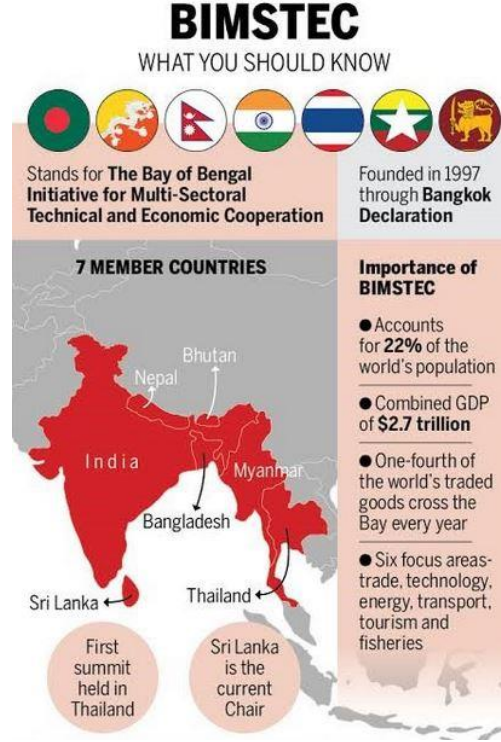 BIMSTEC
WHAT YOU SHOULD KNOW
Stands for The Bay of Bengal
Initiative for Multi-Sectoral
Technical and Economic Cooperation
Founded in 1997
through Bangkok
Declaration
7 MEMBER COUNTRIES
Bhutan
Nepal
India
Myanmar
Bangladesh
Sri Lanka
Thailand
First
summit
held in
Thailand
Sri Lanka
is the
current
Chair
Importance of
BIMSTEC
● Accounts
for 22% of the
world's population
● Combined GDP
of $2.7 trillion
● One-fourth of
the world's traded
goods cross the
Bay every year
● Six focus areas-
trade, technology,
energy, transport,
tourism and
fisheries